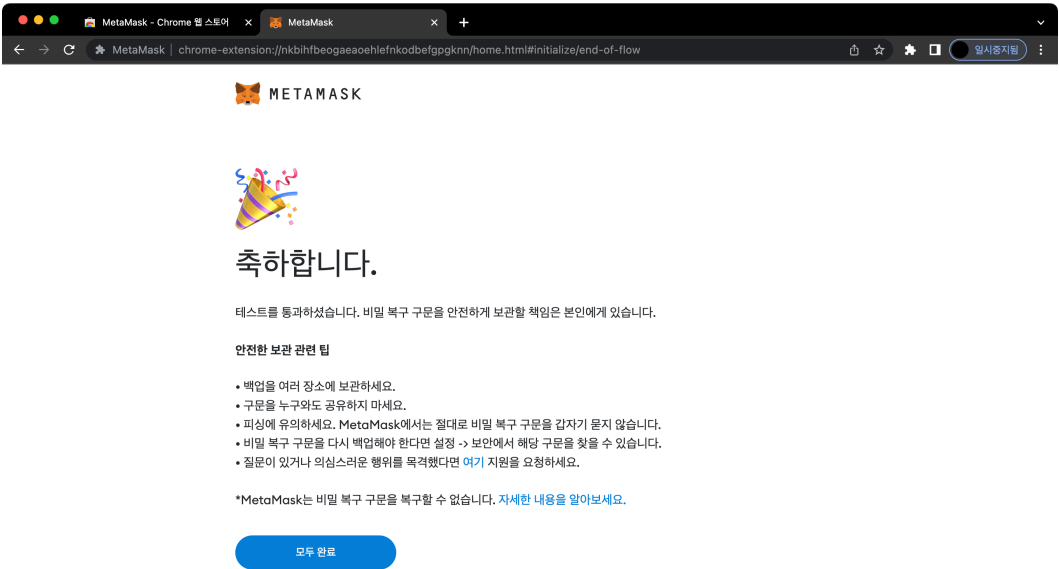 MetaMask - Chrome 웹 스토어
MetaMask
MetaMask | chrome-extension://nkbihfbeogaeaoehlefnkodbefgpgknn/home.html#initialize/end-of-flow
일시중지됨
METAMASK
축하합니다.
테스트를 통과하셨습니다. 비밀 복구 구문을 안전하게 보관할 책임은 본인에게 있습니다.
안전한 보관 관련 팁
• 백업을 여러 장소에 보관하세요.
• 구문을 누구와도 공유하지 마세요.
• 피싱에 유의하세요. MetaMask에서는 절대로 비밀 복구 구문을 갑자기 묻지 않습니다.
• 비밀 복구 구문을 다시 백업해야 한다면 설정 -> 보안에서 해당 구문을 찾을 수 있습니다.
• 질문이 있거나 의심스러운 행위를 목격했다면 여기 지원을 요청하세요.
*MetaMask는 비밀 복구 구문을 복구할 수 없습니다. 자세한 내용을 알아보세요.
모두 완료